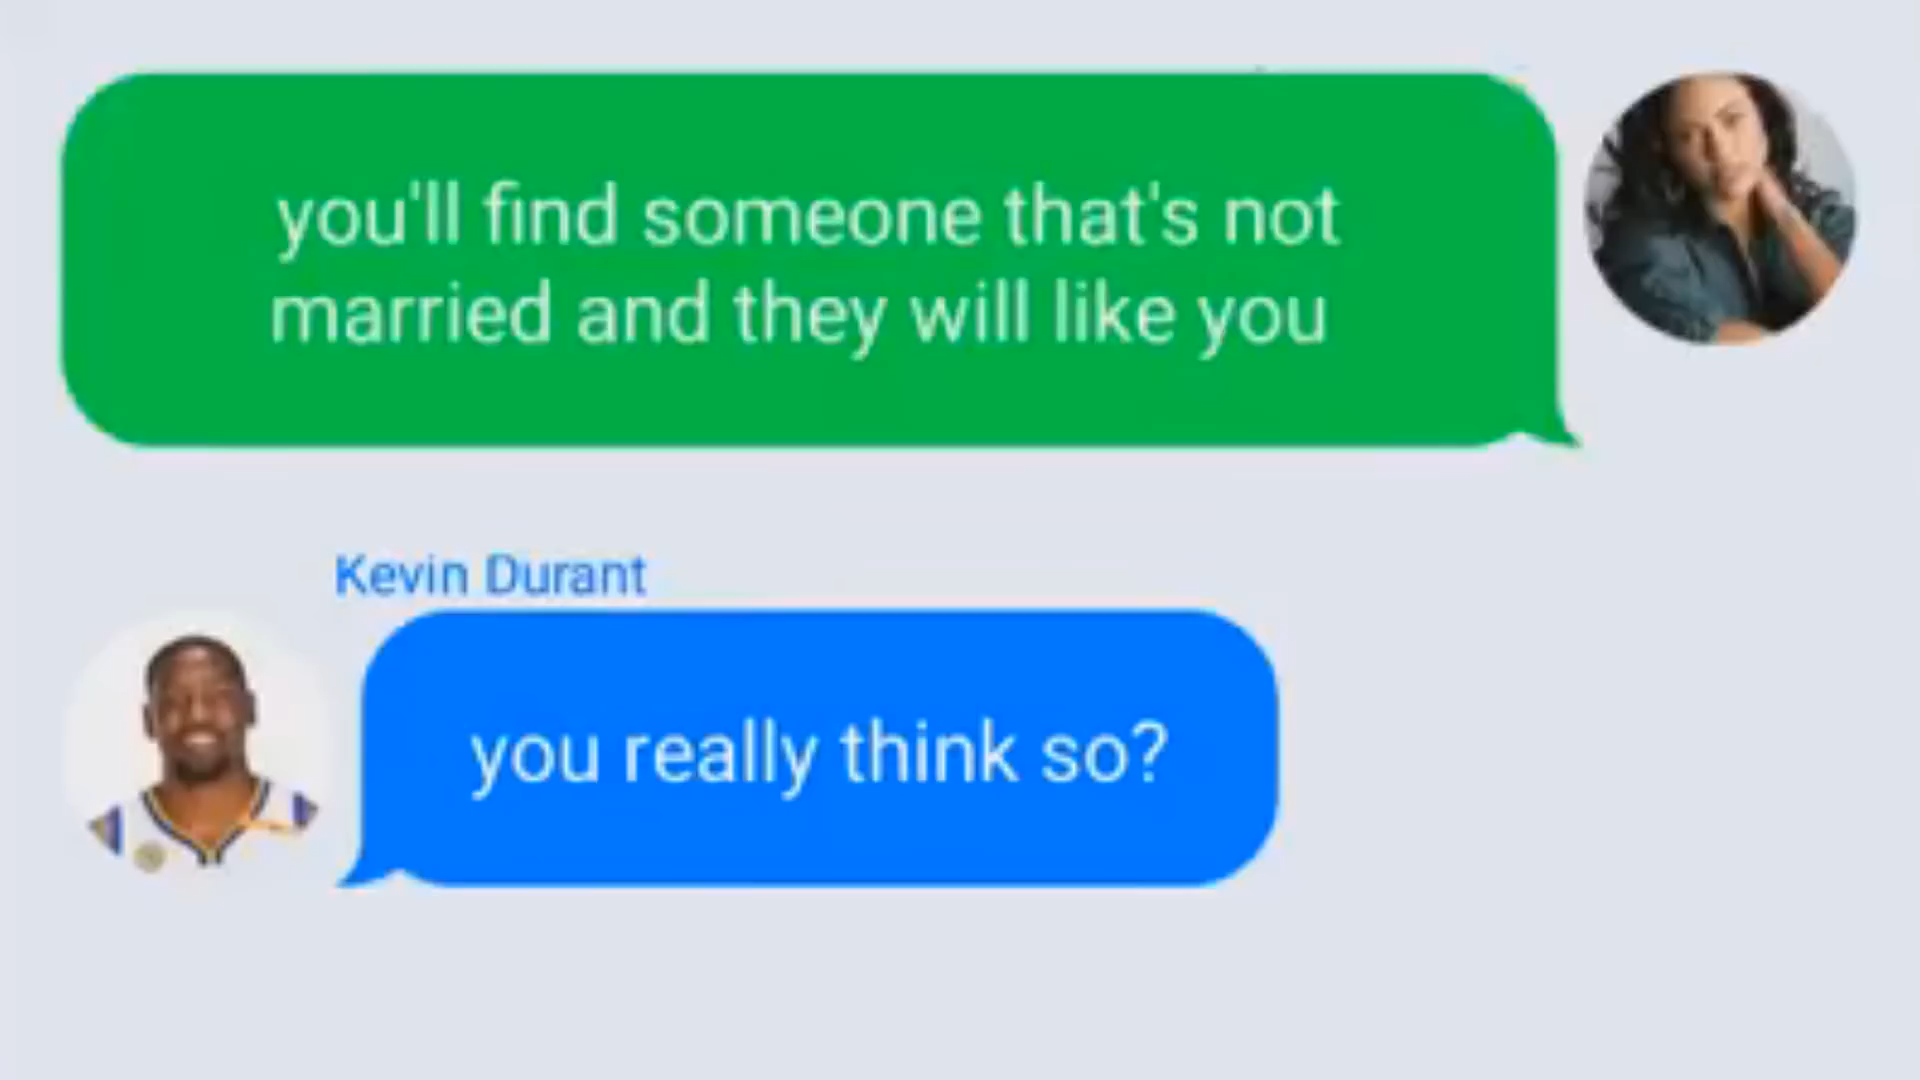 you'll find someone that's not
married and they will like you
Kevin Durant
you really think so?